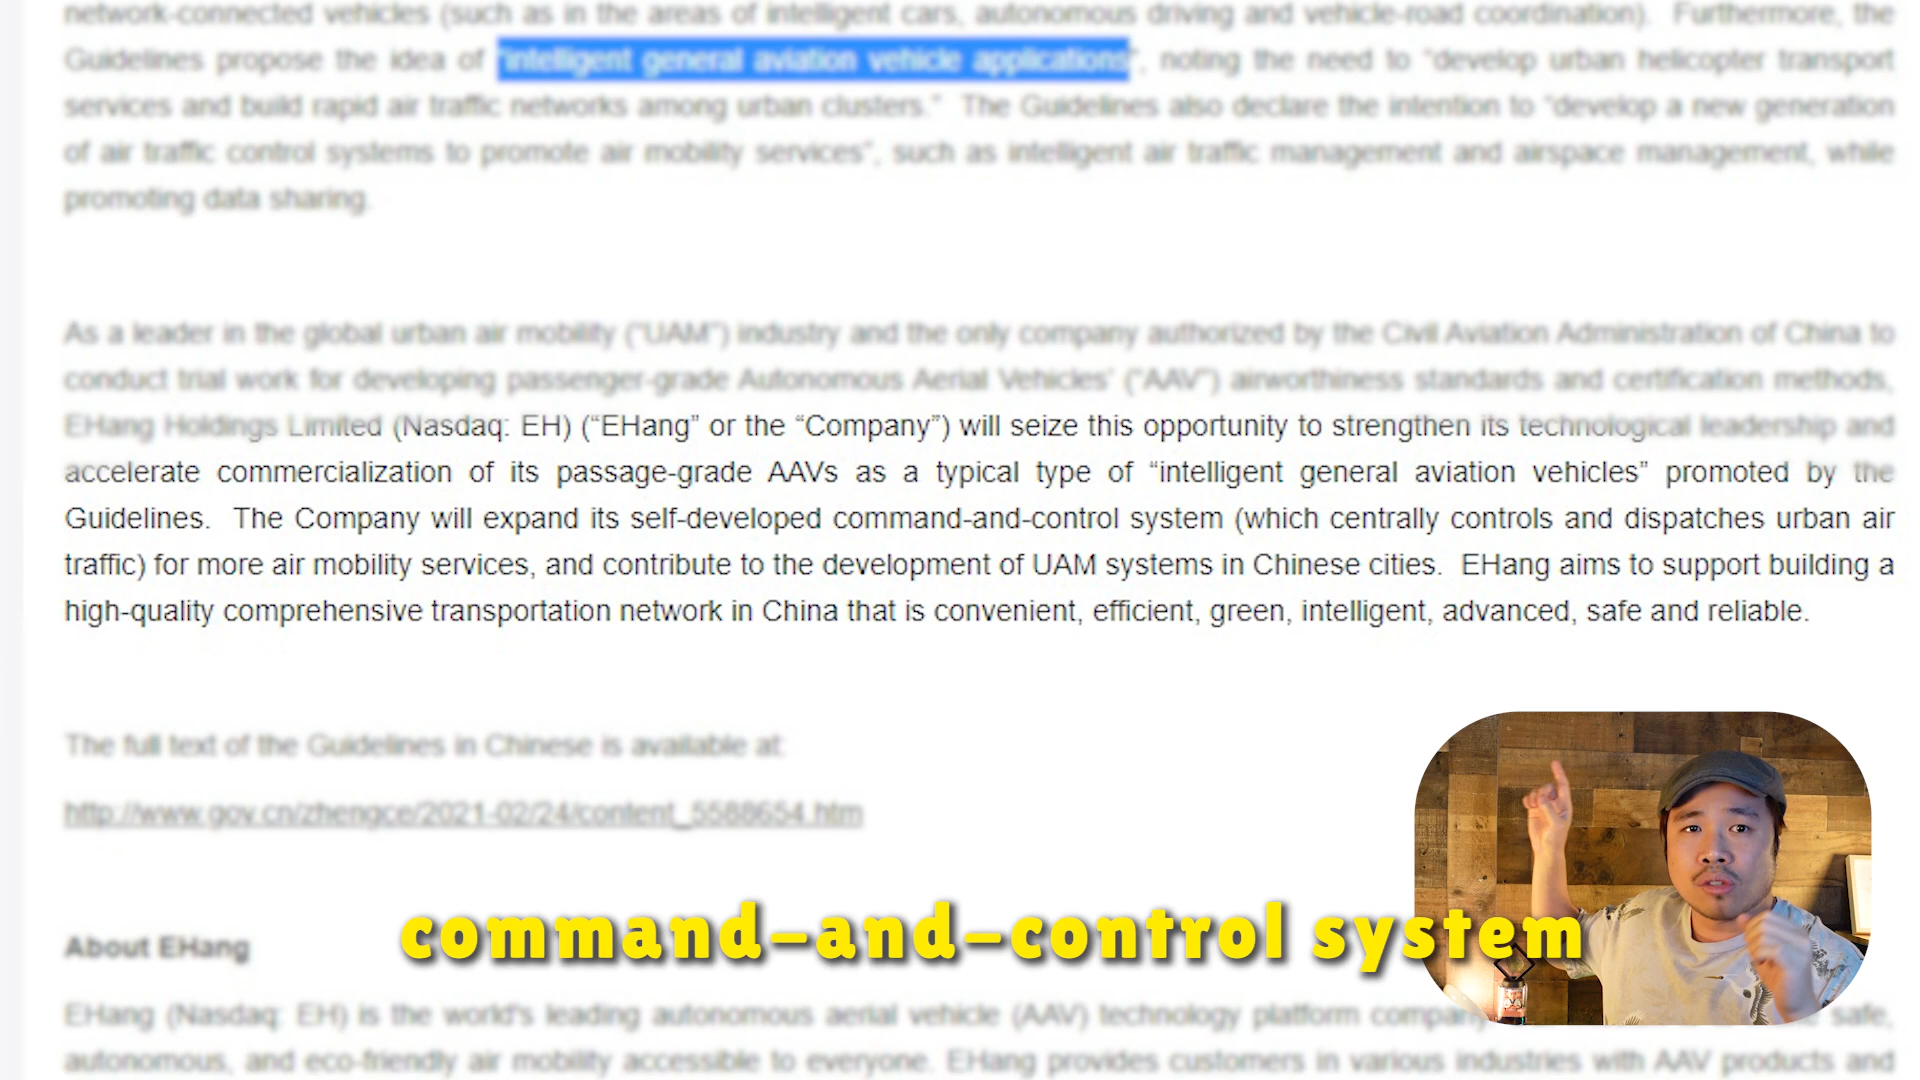 network-connected vehicles (such as in the areas of intelligent cars, autonomous driving and vehicle-road coordination). Furthermore, the
Guidelines propose the idea of "intelligent general aviation vehicle applications", noting the need to "develop urban helicopter transport
services and build rapid air traffic networks among urban clusters." The Guidelines also declare the intention to "develop a new generation
of air traffic control systems to promote air mobility services", such as intelligent air traffic management and airspace management, while
promoting data sharing.
As a leader in the global urban air mobility ("UAM") industry and the only company authorized by the Civil Aviation Administration of China to
conduct trial work for developing passenger-grade Autonomous Aerial Vehicles' ("AAV") airworthiness standards and certification methods,
EHang Holdings Limited (Nasdaq: EH) (“EHang” or the “Company”) will seize this opportunity to strengthen its technological leadership and
accelerate commercialization of its passage-grade AAVs as a typical type of “intelligent general aviation vehicles” promoted by the
Guidelines. The Company will expand its self-developed command-and-control system (which centrally controls and dispatches urban air
traffic) for more air mobility services, and contribute to the development of UAM systems in Chinese cities. EHang aims to support building a
high-quality comprehensive transportation network in China that is convenient, efficient, green, intelligent, advanced, safe and reliable.
The full text of the Guidelines in Chinese is available at:
http://www.gov.cn/zhengce/2021-02/24/content_5588654.htm
About EHang
command-and-control system
EHang (Nasdaq: EH) is the world's leading autonomous aerial vehicle (AAV) technology platform company safe,
autonomous, and eco-friendly air mobility accessible to everyone. EHang provides customers in various industries with AAV products and